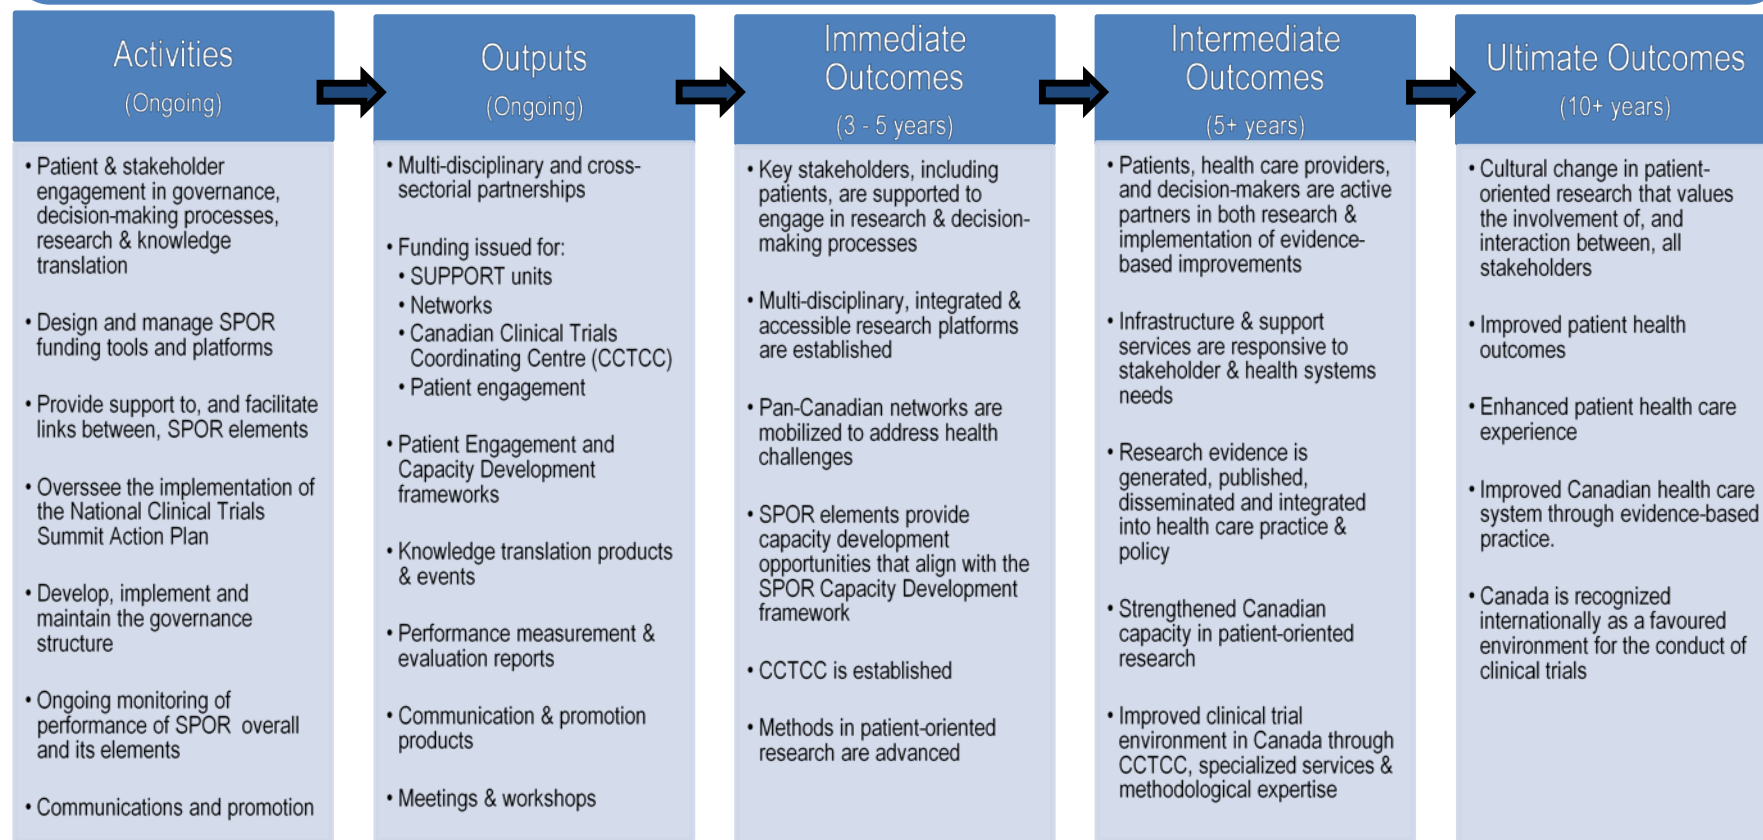 Activities
(Ongoing)
• Patient & stakeholder
engagement in governance,
decision-making processes,
research & knowledge
translation
• Design and manage SPOR
funding tools and platforms
• Provide support to, and facilitate
links between, SPOR elements
• Overssee the implementation of
the National Clinical Trials
Summit Action Plan
• Develop, implement and
maintain the governance
structure
• Ongoing monitoring of
performance of SPOR overall
and its elements
• Communications and promotion
Outputs
(Ongoing)
• Multi-disciplinary and cross-
sectorial partnerships
• Funding issued for:
• SUPPORT units
• Networks
• Canadian Clinical Trials
Coordinating Centre (CCTCC)
• Patient engagement
• Patient Engagement and
Capacity Development
frameworks
• Knowledge translation products
& events
• Performance measurement &
evaluation reports
• Communication & promotion
products
• Meetings & workshops
Immediate
Outcomes
(3 - 5 years)
• Key stakeholders, including
patients, are supported to
engage in research & decision-
making processes
• Multi-disciplinary, integrated &
accessible research platforms
are established
• Pan-Canadian networks are
mobilized to address health
challenges
• SPOR elements provide
capacity development
opportunities that align with the
SPOR Capacity Development
framework
• CCTCC is established
• Methods in patient-oriented
research are advanced
Intermediate
Outcomes
(5+ years)
• Patients, health care providers,
and decision-makers are active
partners in both research &
implementation of evidence-
based improvements
• Infrastructure & support
services are responsive to
stakeholder & health systems
needs
• Research evidence is
generated, published,
disseminated and integrated
into health care practice &
policy
• Strengthened Canadian
capacity in patient-oriented
research
• Improved clinical trial
environment in Canada through
CCTCC, specialized services &
methodological expertise
Ultimate Outcomes
(10+ years)
• Cultural change in patient-
oriented research that values
the involvement of, and
interaction between, all
stakeholders
• Improved patient health
outcomes
• Enhanced patient health care
experience
• Improved Canadian health care
system through evidence-based
practice.
• Canada is recognized
internationally as a favoured
environment for the conduct of
clinical trials